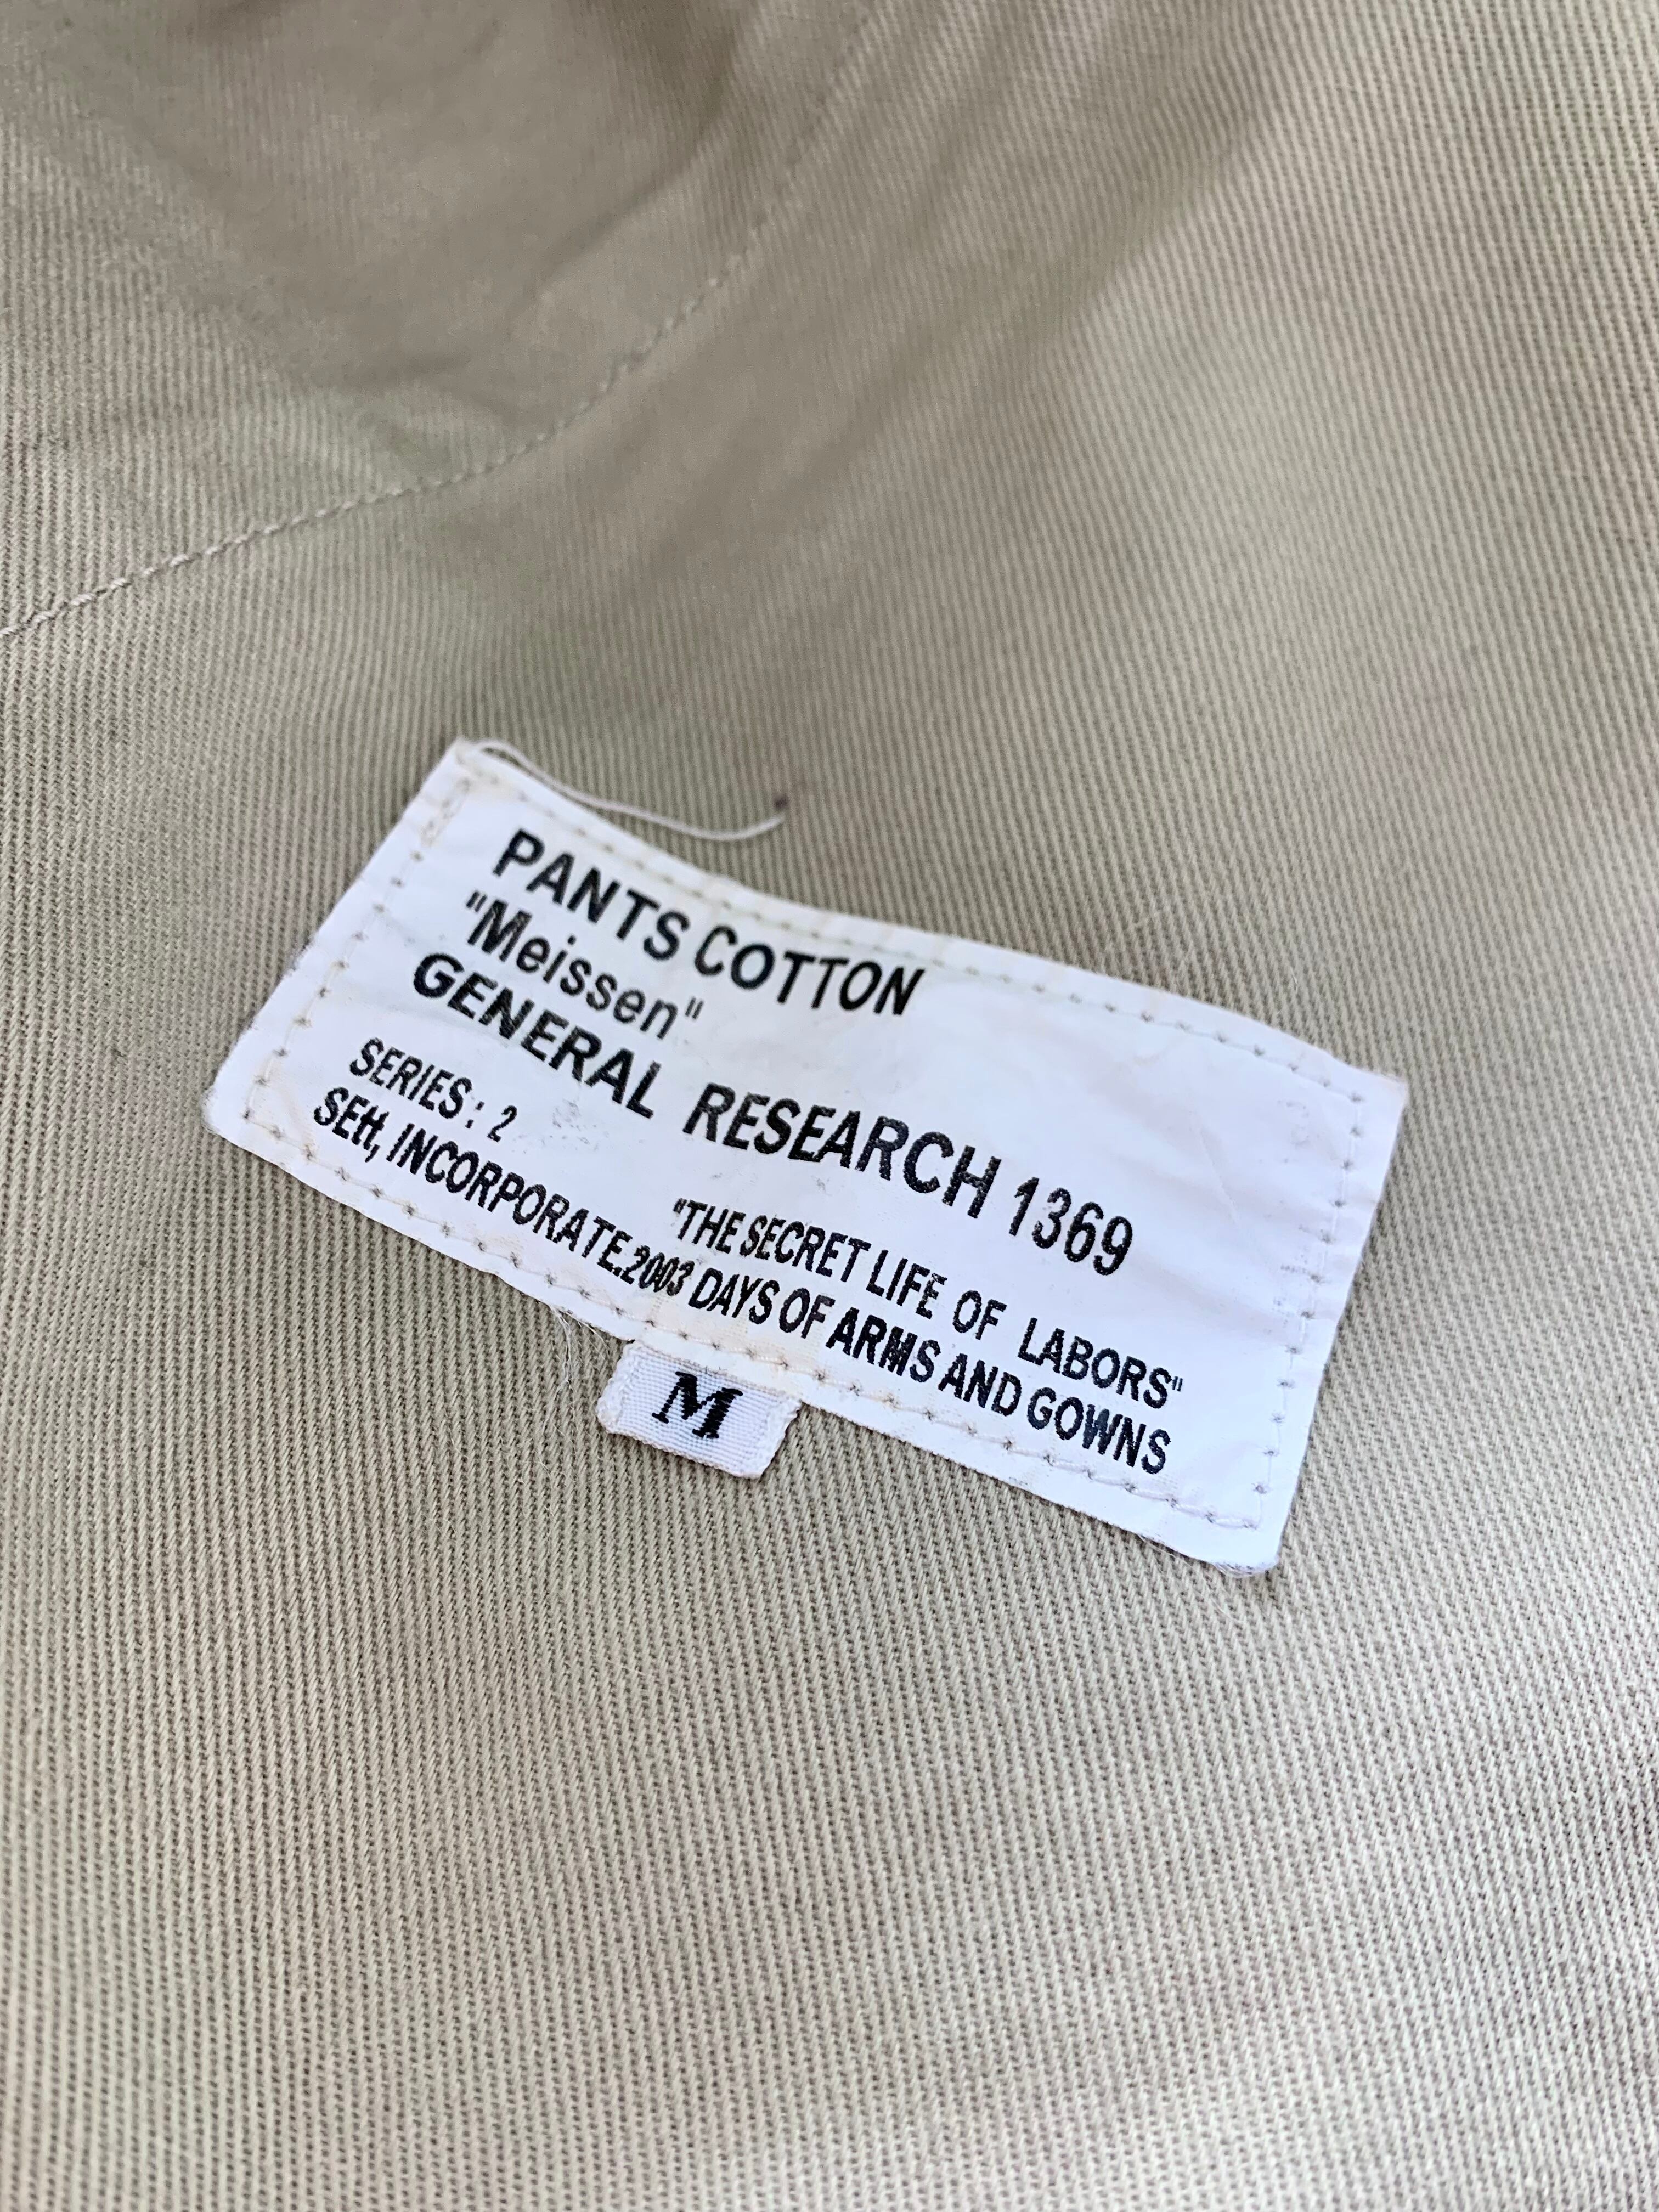 PANTS COTTON
"Meissen"
GENERAL RESEARCH 1369
SERIES: 2
"THE SECRET LIFE OF LABORS"
SEtt, INCORPORATE.2003 DAYS OF ARMS AND GOWNS
M